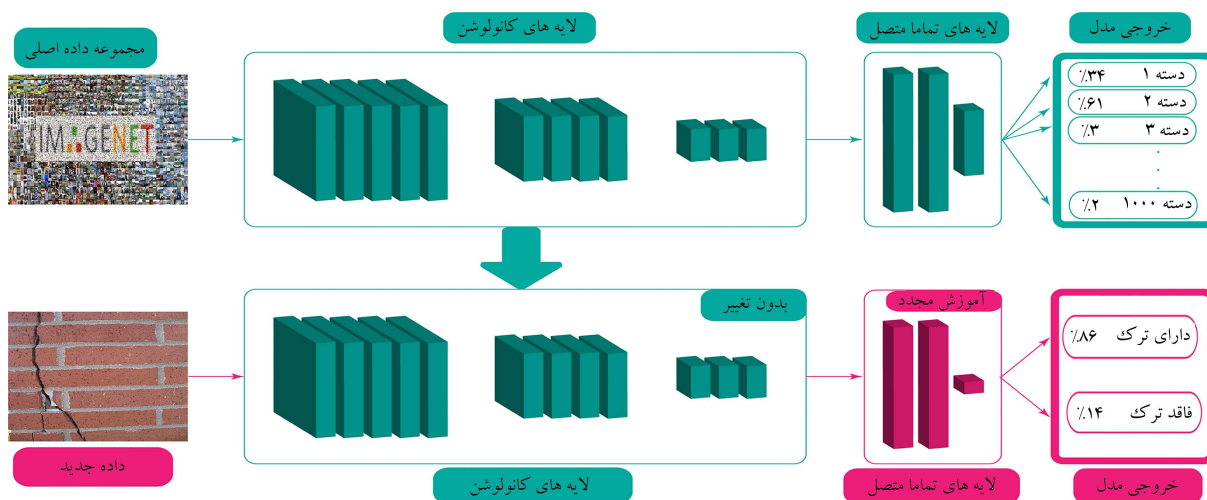 مجموعه داده اصلی
لایه های کانولوشن
لایه های تماما متصل
خروجی مدل
IMAGENET
دسته ۱ ٪۳۴
دسته ۲ ٪۶۱
دسته ۳ ٪۳
دسته ۱۰۰۰ ٪۲
بدون تغییر
آموزش مجدد
دارای ترک ٪۸۶
فاقد ترک ٪۱۴
داده جدید
لایه های کانولوشن
لایه های تماما متصل
خروجی مدل